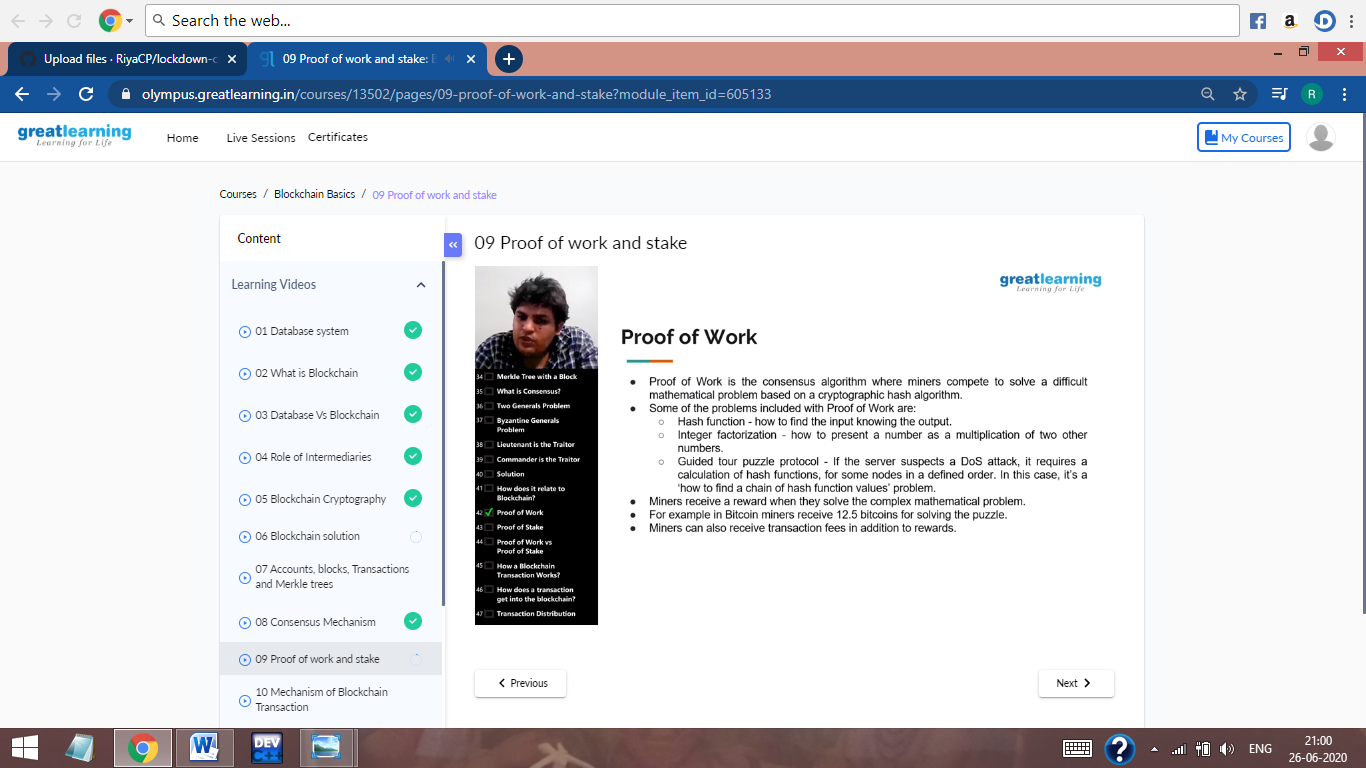 Search the web...
Upload files · RiyaCP/lockdown-c
09 Proof of work and stake: B
olympus.greatlearning.in/courses/13502/pages/09-proof-of-work-and-stake?module_item_id=605133
R
greatlearning
Learning for Life
Home
Live Sessions
Certificates
My Courses
Courses / Blockchain Basics / 09 Proof of work and stake
Content
Learning Videos
01 Database system
02 What is Blockchain
03 Database Vs Blockchain
04 Role of Intermediaries
05 Blockchain Cryptography
06 Blockchain solution
07 Accounts, blocks, Transactions
and Merkle trees
08 Consensus Mechanism
09 Proof of work and stake
10 Mechanism of Blockchain
Transaction
09 Proof of work and stake
34 Merkle Tree with a Block
35 What is Consensus?
36 Two Generals Problem
37 Byzantine Generals
Problem
38 Lieutenant is the Traitor
39 Commander is the Traitor
40 Solution
41 How does it relate to
Blockchain?
42 Proof of Work
43 Proof of Stake
44 Proof of Work vs
Proof of Stake
45 How a Blockchain
Transaction Works?
46 How does a transaction
get into the blockchain?
47 Transaction Distribution
greatlearning
Learning for Life
Proof of Work
● Proof of Work is the consensus algorithm where miners compete to solve a difficult
mathematical problem based on a cryptographic hash algorithm.
● Some of the problems included with Proof of Work are:
○ Hash function - how to find the input knowing the output.
○ Integer factorization - how to present a number as a multiplication of two other
numbers.
○ Guided tour puzzle protocol - If the server suspects a DoS attack, it requires a
calculation of hash functions, for some nodes in a defined order. In this case, it's a
'how to find a chain of hash function values' problem.
● Miners receive a reward when they solve the complex mathematical problem.
● For example in Bitcoin miners receive 12.5 bitcoins for solving the puzzle.
● Miners can also receive transaction fees in addition to rewards.
Previous
Next
DEV
C++
ENG
21:00
26-06-2020